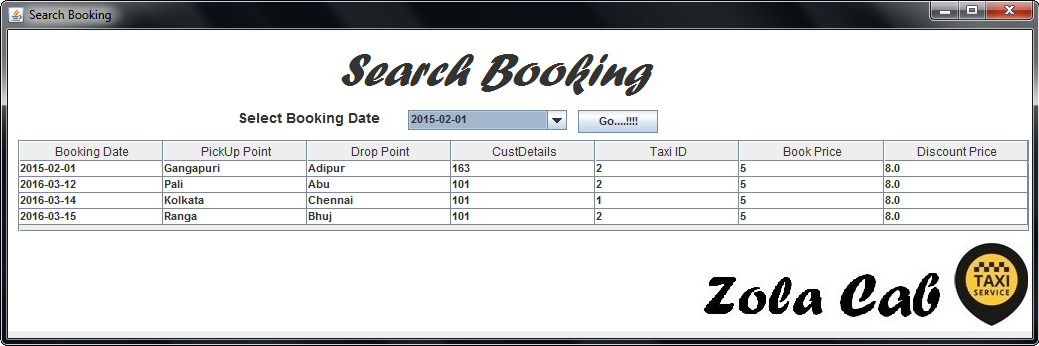 Search Booking
Search Booking
Select Booking Date 2015-02-01 Go....!!!!
Booking Date PickUp Point Drop Point CustDetails Taxi ID Book Price Discount Price
2015-02-01 Gangapuri Adipur 163 2 5 8.0
2016-03-12 Pali Abu 101 2 5 8.0
2016-03-14 Kolkata Chennai 101 1 5 8.0
2016-03-15 Ranga Bhuj 101 2 5 8.0
Zola Cab
TAXI
SERVICE